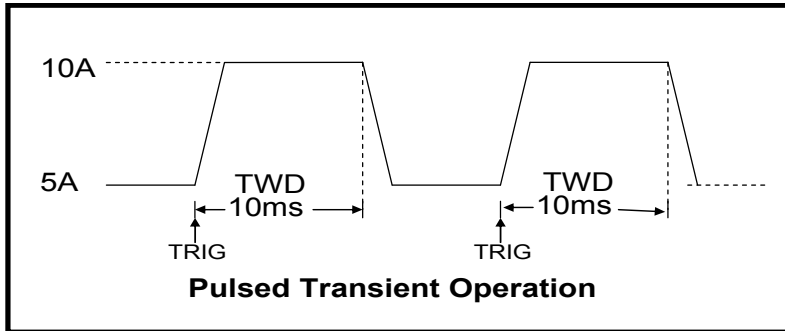 10A
5A
TWD
10ms
TWD
10ms
TRIG
TRIG
Pulsed Transient Operation